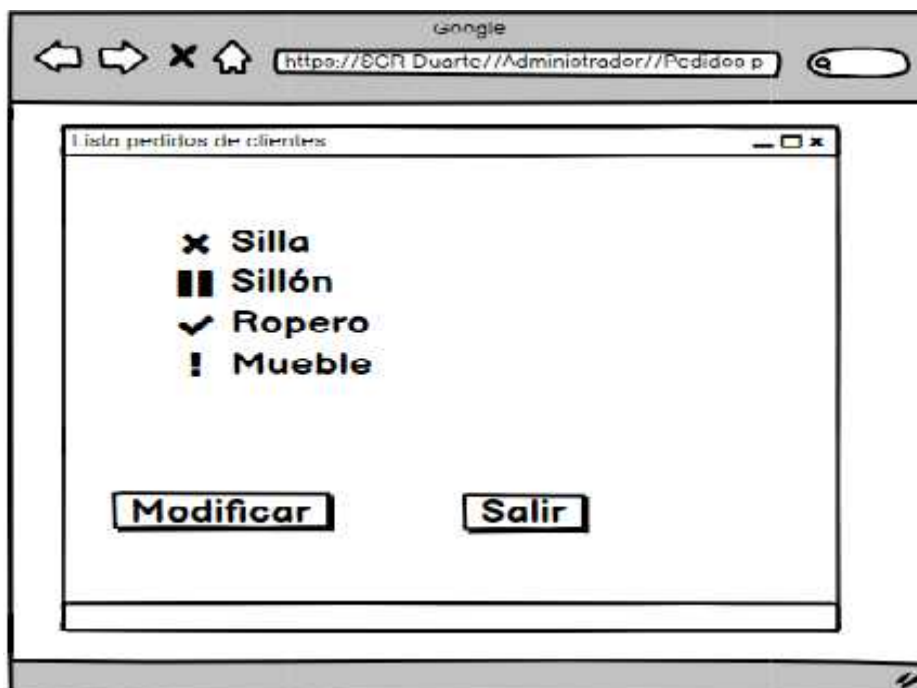 Google
https://SCR Duarte//Administrador//Pedidos p
Lista pedidos de clientes
Silla
Sillón
Ropero
Mueble
Modificar
Salir